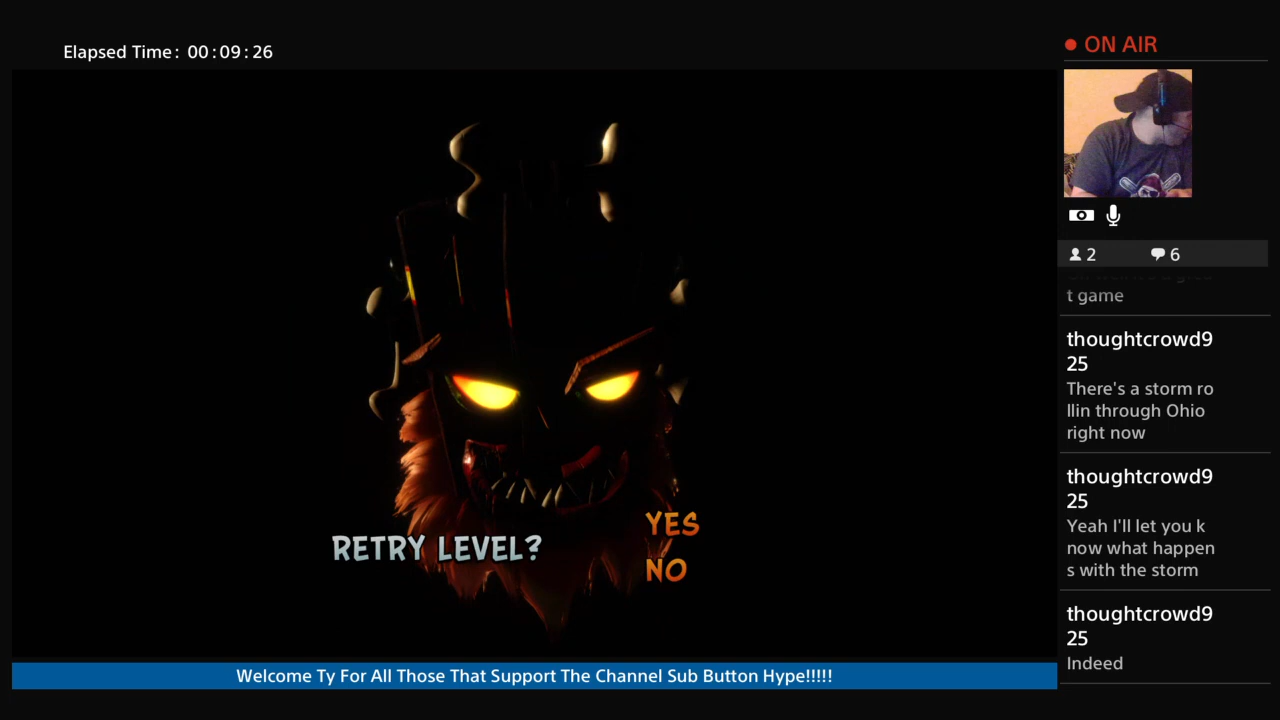 Elapsed Time: 00:09:26
ON AIR
2 6
t game
thoughtcrowd9
25
There's a storm ro
llin through Ohio
right now
thoughtcrowd9
25
Yeah I'll let you k
now what happen
s with the storm
thoughtcrowd9
25
Indeed
RETRY LEVEL?
YES
NO
Welcome Ty For All Those That Support The Channel Sub Button Hype!!!!!